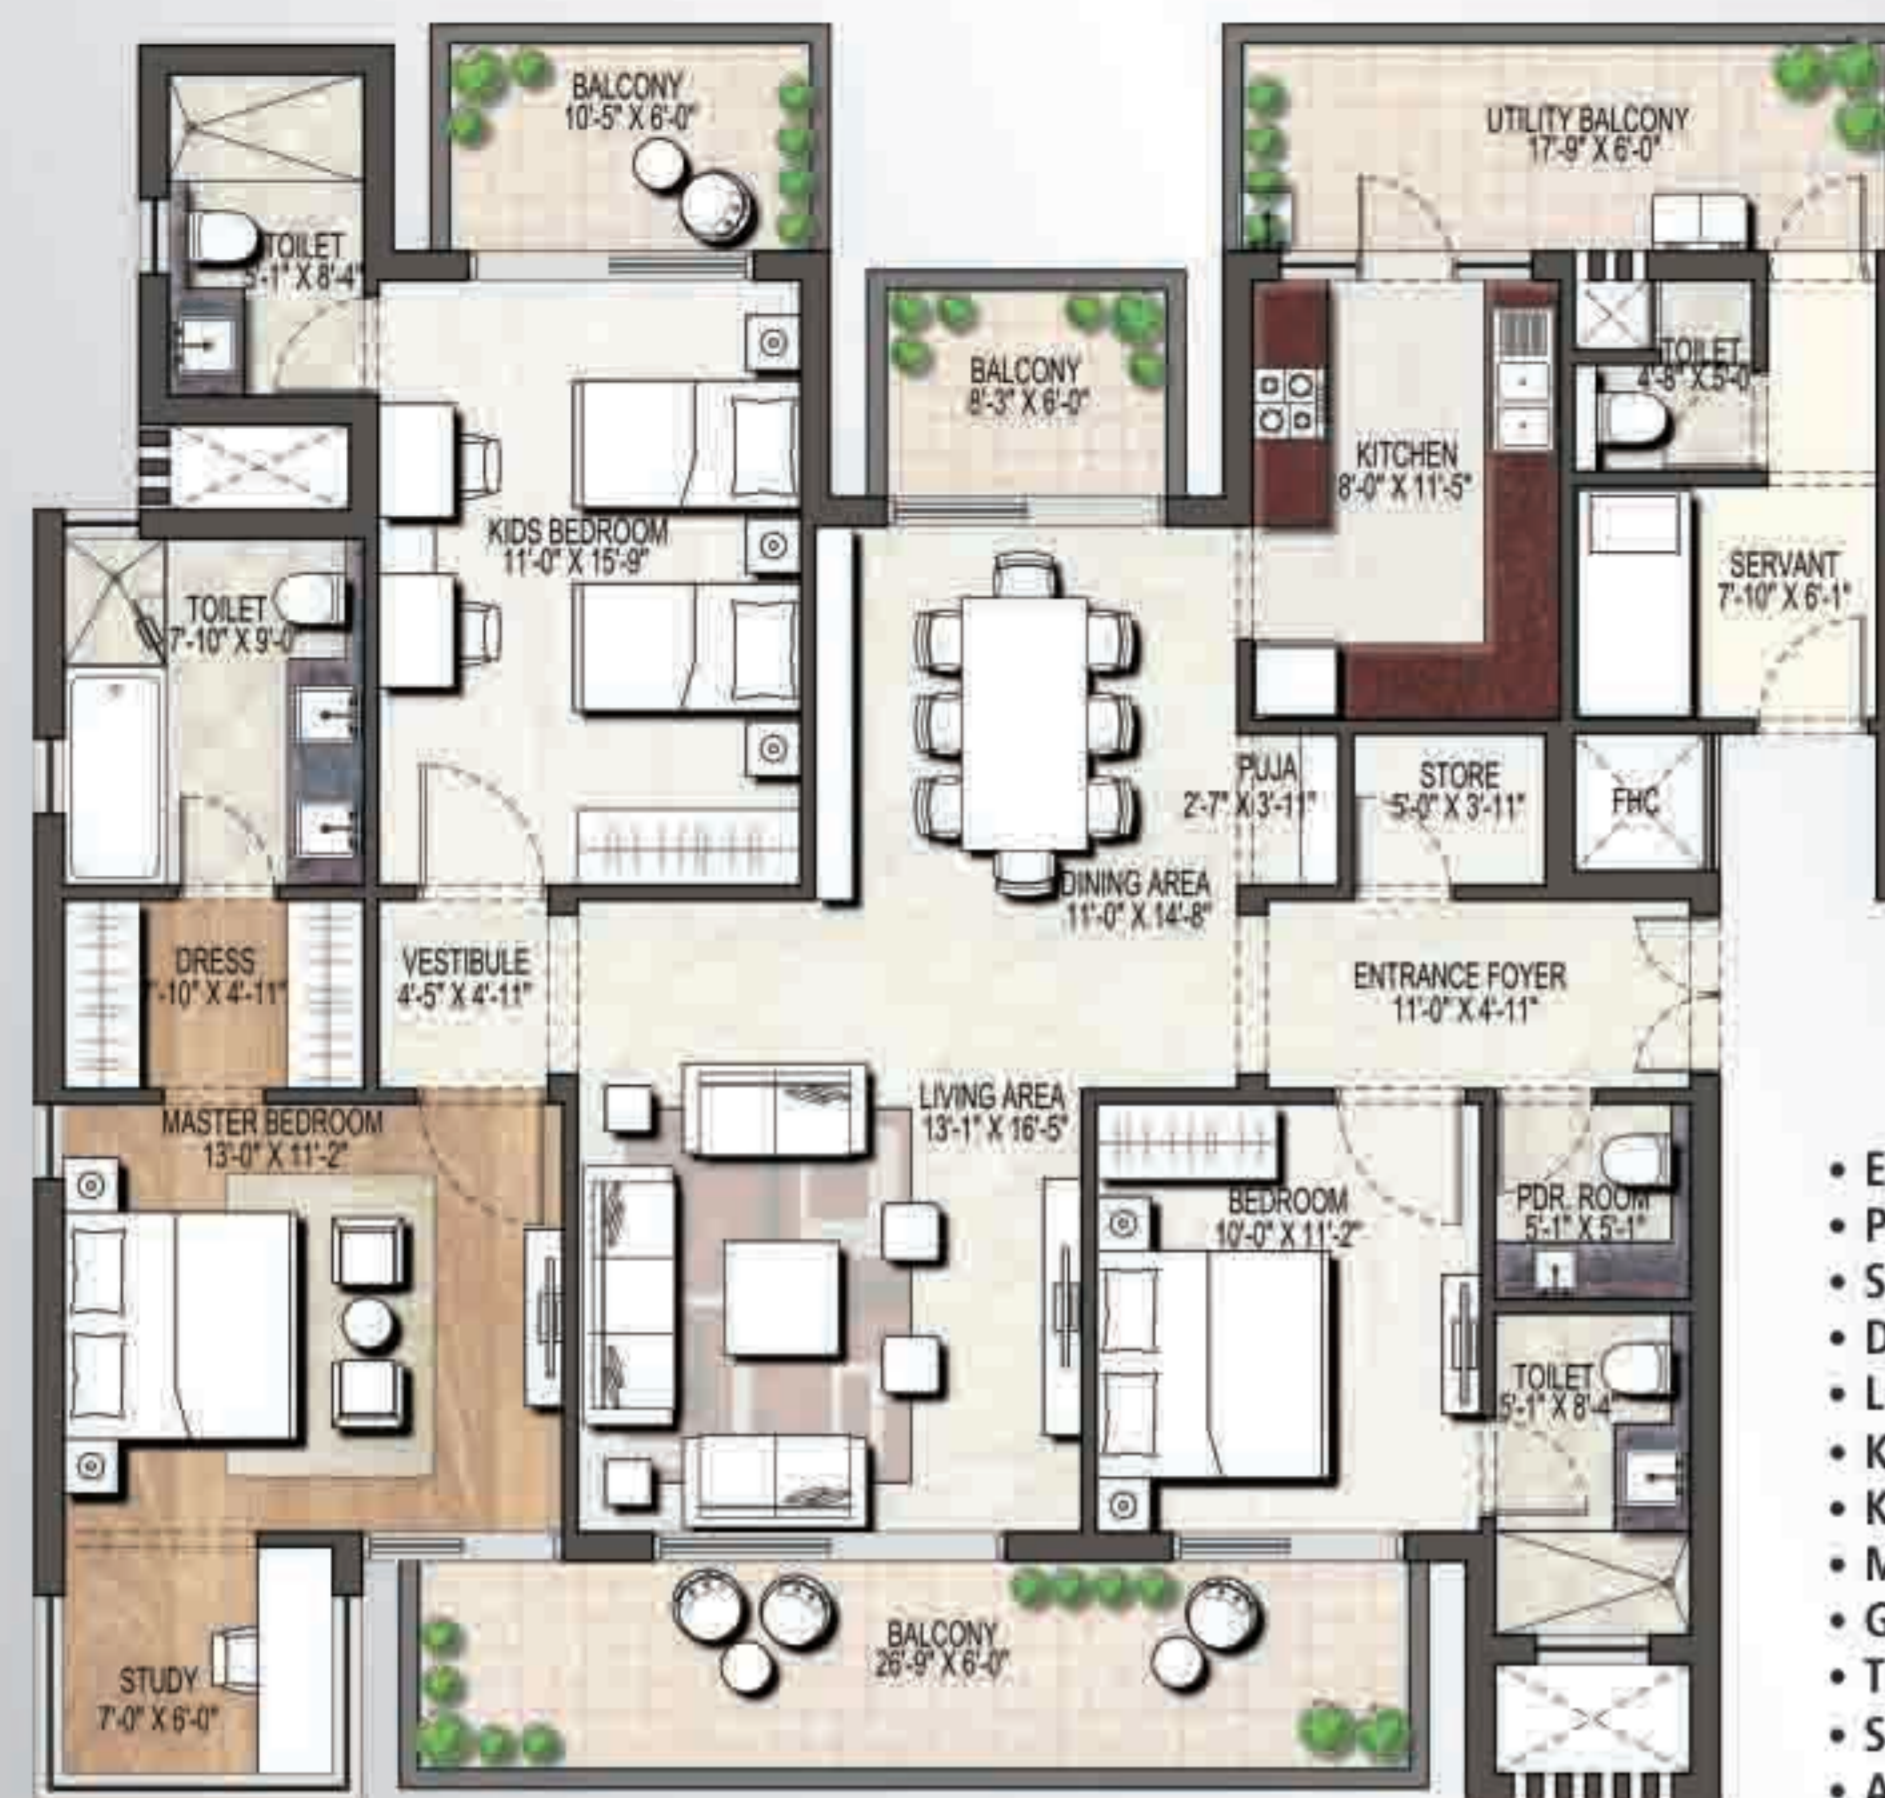 BALCONY
10'-5" X 6'-0"
UTILITY BALCONY
17'-9" X 6'-0"
TOILET
5'-1" X 8'-4"
BALCONY
8'-3" X 6'-0"
TOILET
4'-8" X 5'-0"
KITCHEN
8'-0" X 11'-5"
KIDS BEDROOM
11'-0" X 15'-9"
SERVANT
7'-10" X 6'-1"
TOILET
7'-10" X 9'-0"
PUJA
2'-7" X 3'-11"
STORE
5'-0" X 3'-11"
FHC
DINING AREA
11'-0" X 14'-8"
DRESS
'-10" X 4'-11"
VESTIBULE
4'-5" X 4'-11"
ENTRANCE FOYER
11'-0" X 4'-11"
MASTER BEDROOM
13'-0" X 11'-2"
LIVING AREA
13'-1" X 16'-5"
BEDROOM
10'-0" X 11'-2"
PDR. ROOM
5'-1" X 5'-1"
TOILET
5'-1" X 8'-4"
BALCONY
26'-9" X 6'-0"
STUDY
7'-0" X 6'-0"
• E
• P
• S
• D
• L
• K
• K
• M
• G
• T
• S
• A